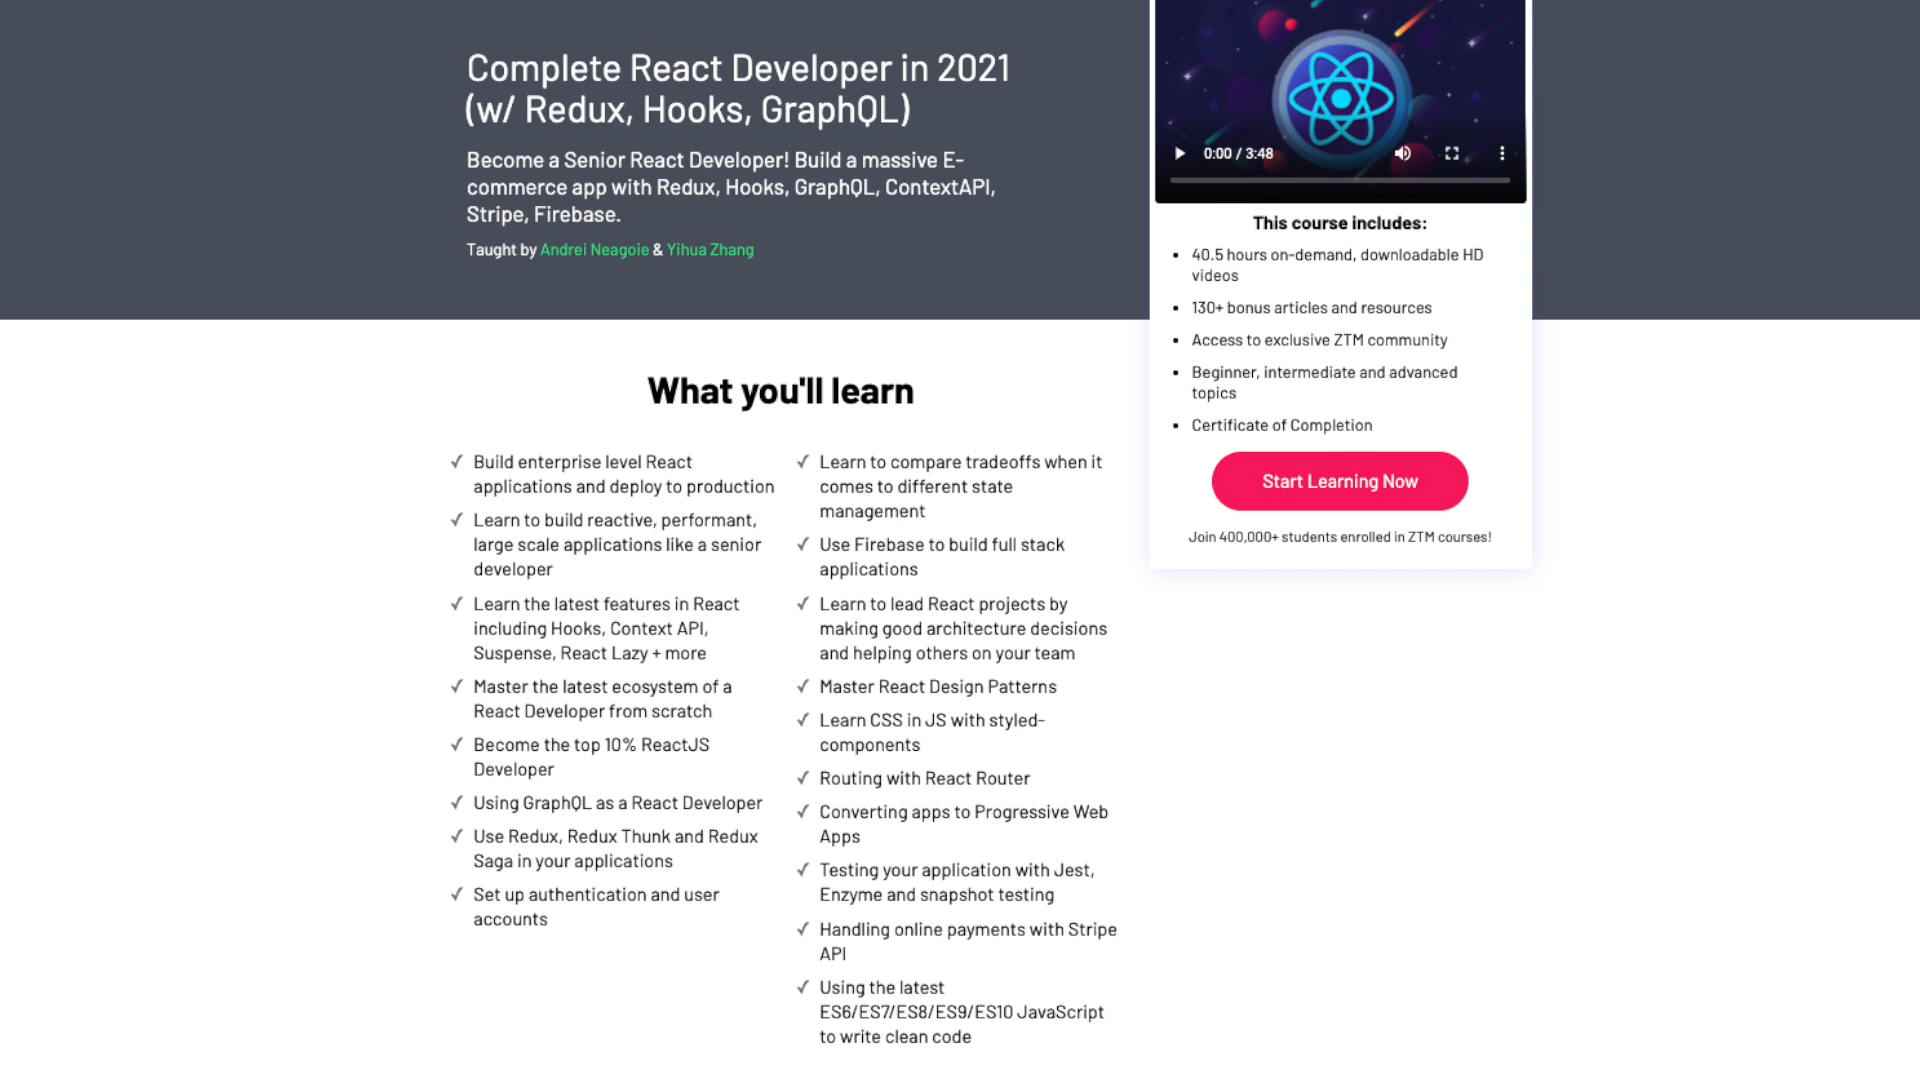 Complete React Developer in 2021
(w/ Redux, Hooks, GraphQL)
Become a Senior React Developer! Build a massive E-
commerce app with Redux, Hooks, GraphQL, ContextAPI,
Stripe, Firebase.
Taught by Andrei Neagoie & Yihua Zhang
0:00 / 3:48
This course includes:
40.5 hours on-demand, downloadable HD
videos
130+ bonus articles and resources
Access to exclusive ZTM community
Beginner, intermediate and advanced
topics
Certificate of Completion
Start Learning Now
Join 400,000+ students enrolled in ZTM courses!
What you'll learn
Build enterprise level React
applications and deploy to production
Learn to build reactive, performant,
large scale applications like a senior
developer
Learn the latest features in React
including Hooks, Context API,
Suspense, React Lazy + more
Master the latest ecosystem of a
React Developer from scratch
Become the top 10% ReactJS
Developer
Using GraphQL as a React Developer
Use Redux, Redux Thunk and Redux
Saga in your applications
Set up authentication and user
accounts
Learn to compare tradeoffs when it
comes to different state
management
Use Firebase to build full stack
applications
Learn to lead React projects by
making good architecture decisions
and helping others on your team
Master React Design Patterns
Learn CSS in JS with styled-
components
Routing with React Router
Converting apps to Progressive Web
Apps
Testing your application with Jest,
Enzyme and snapshot testing
Handling online payments with Stripe
API
Using the latest
ES6/ES7/ES8/ES9/ES10 JavaScript
to write clean code